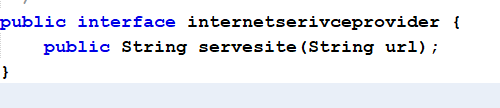 public interface internetserivceprovider {
    public String servesite(String url);
}